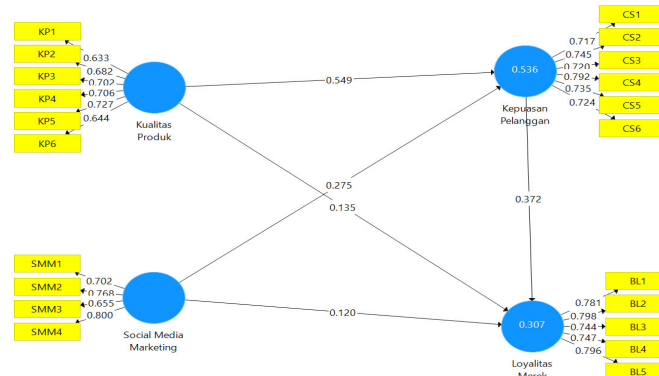 KP1
KP2
KP3
KP4
KP5
KP6
0.633
0.682
0.702
0.706
0.727
0.644
Kualitas
Produk
0.549
0.275
0.135
0.536
Kepuasan
Pelanggan
0.717
0.745
0.720
0.792
0.735
0.724
CS1
CS2
CS3
CS4
CS5
CS6
0.372
SMM1
SMM2
SMM3
SMM4
0.702
0.768
0.655
0.800
Social Media
Marketing
0.120
0.307
Loyalitas
Merek
0.781
0.798
0.744
0.747
0.796
BL1
BL2
BL3
BL4
BL5